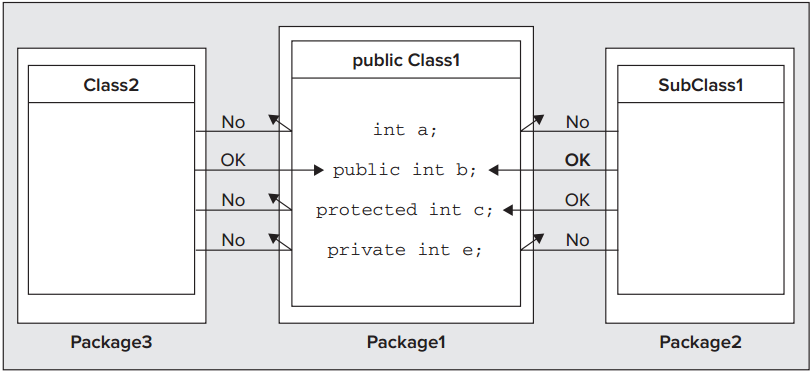 public Class1
Class2
SubClass1
No
int a;
No
OK
public int b;
OK
No
protected int c;
OK
No
private int e;
No
Package3
Package1
Package2